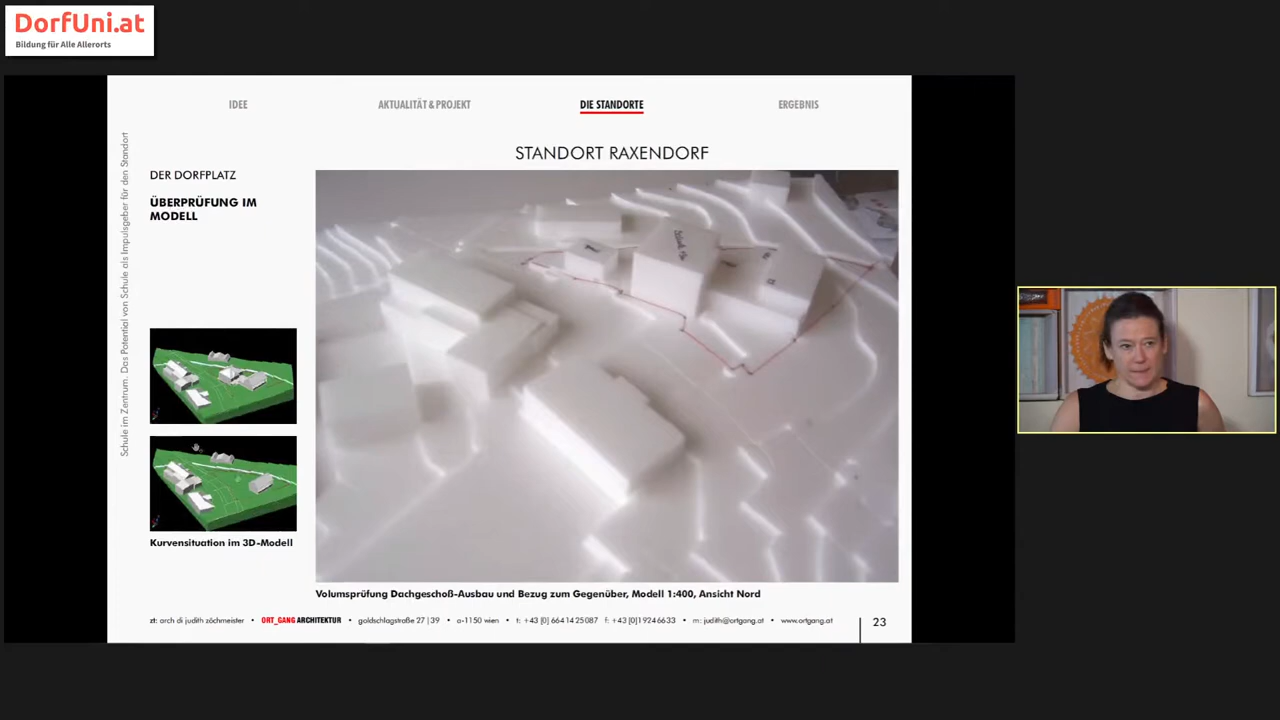 DorfUni.at
Bildung für Alle Allerorts
IDEE
AKTUALITÄT & PROJEKT
DIE STANDORTE
ERGEBNIS
Schule im Zentrum. Das Potential von Schule als Impulsgeber für den Standort
STANDORT RAXENDORF
DER DORFPLATZ
ÜBERPRÜFUNG IM
MODELL
Kurvensituation im 3D-Modell
Volumsprüfung Dachgeschoß-Ausbau und Bezug zum Gegenüber, Modell 1:400, Ansicht Nord
zt: arch di judith zöchmeister • ORT_GANG ARCHITEKTUR • goldschlagstraße 27|39 • a-1150 wien • t: +43 [0] 664 14 25 087 f: +43 [0]1 924 66 33 • m: judith@ortgang.at • www.ortgang.at
23